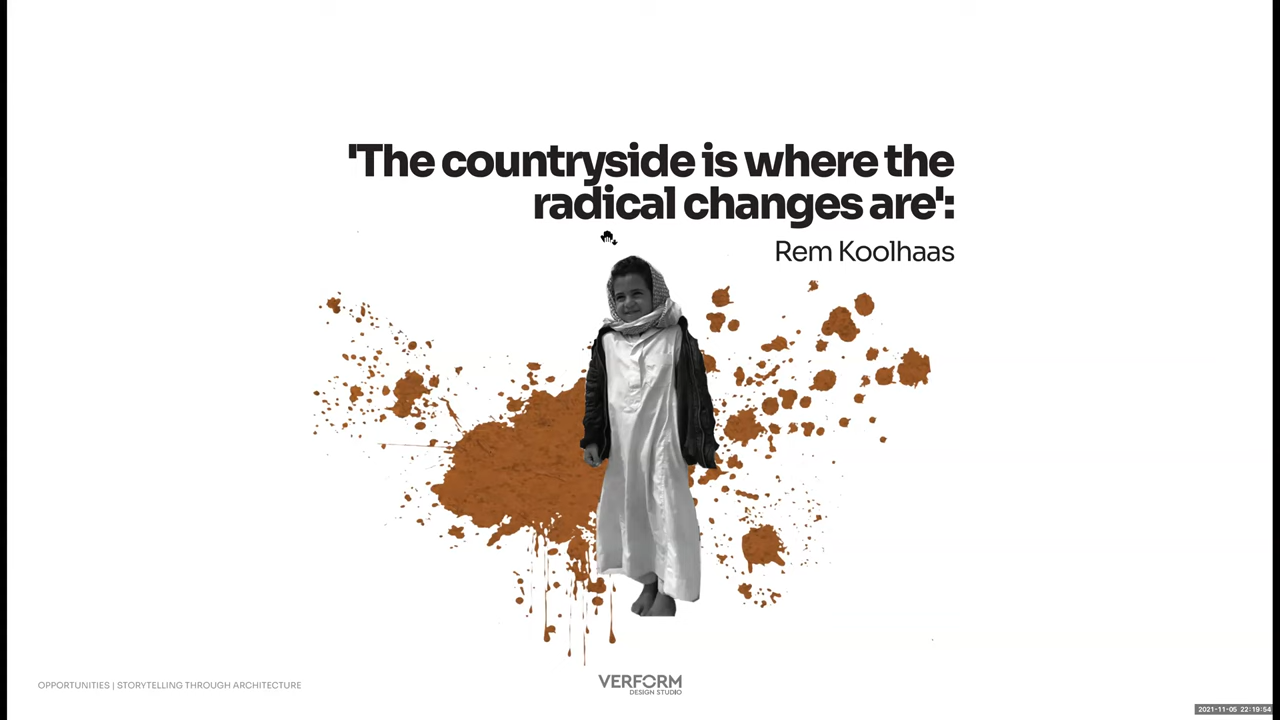 'The countryside is where the
radical changes are':
Rem Koolhaas
OPPORTUNITIES | STORYTELLING THROUGH ARCHITECTURE
VERFORM
DESIGN STUDIO
2021-11-05 22:19:54